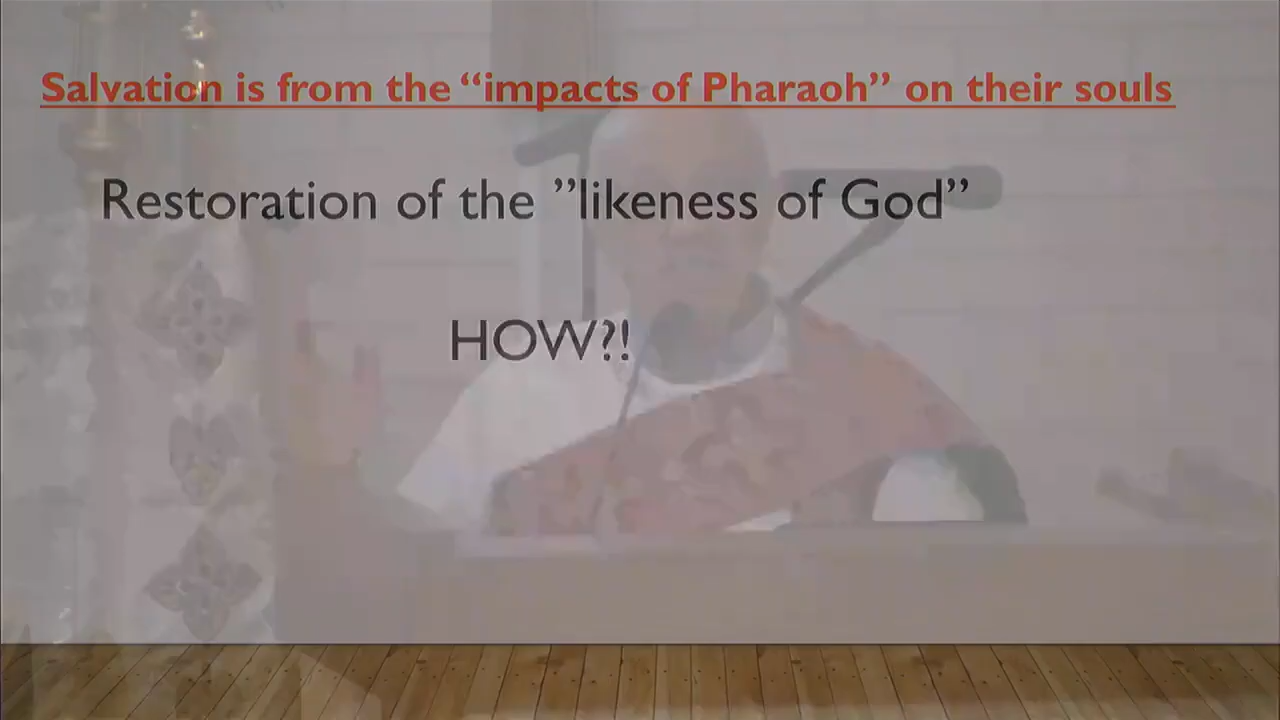 Salvation is from the “impacts of Pharaoh” on their souls
Restoration of the ”likeness of God”
HOW?!